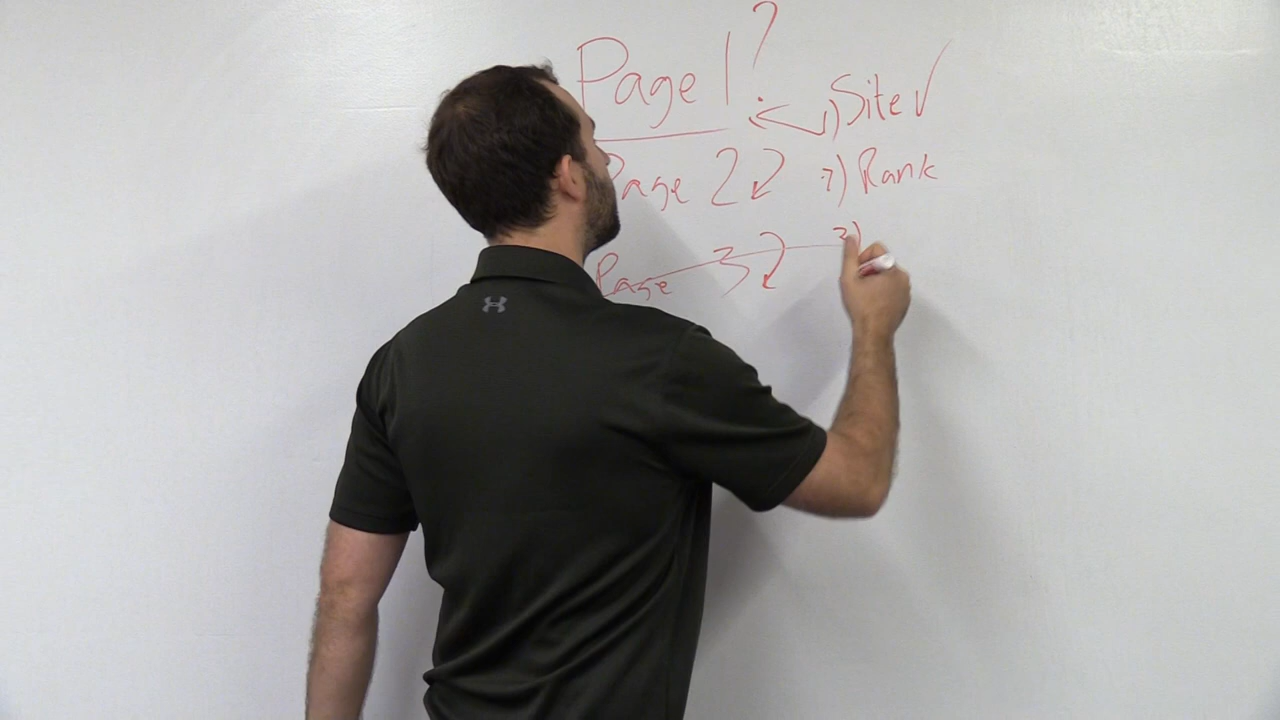 Page 1?
1) Site ✓
Page 2
2) Rank
Page 3
3)